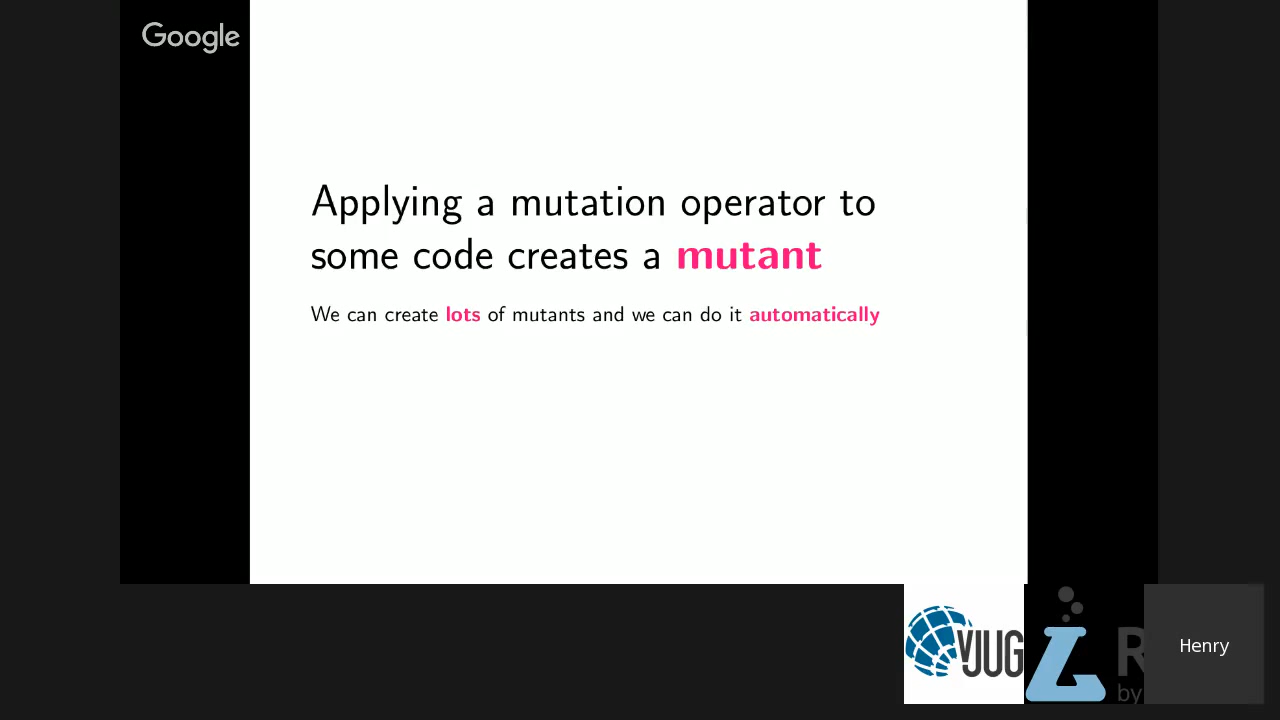 Google
Applying a mutation operator to
some code creates a mutant
We can create lots of mutants and we can do it automatically
vJUG
R
by
Henry